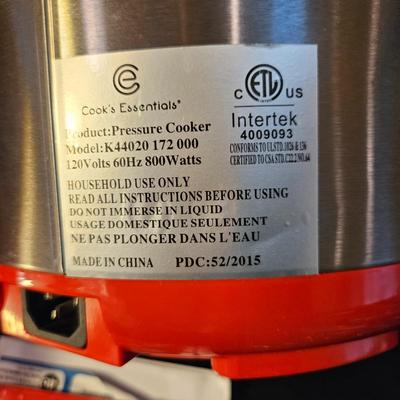 Cook's Essentials®
Product:Pressure Cooker
Model:K44020 172 000
120Volts 60Hz 800Watts
C ETL US
Intertek
4009093
CONFORMS TO ULSTD.1026 & 136
CERTIFIED TO CSA STD.C22.2 NO.64
HOUSEHOLD USE ONLY
READ ALL INSTRUCTIONS BEFORE USING
DO NOT IMMERSE IN LIQUID
USAGE DOMESTIQUE SEULEMENT
NE PAS PLONGER DANS L'EAU
MADE IN CHINA PDC:52/2015